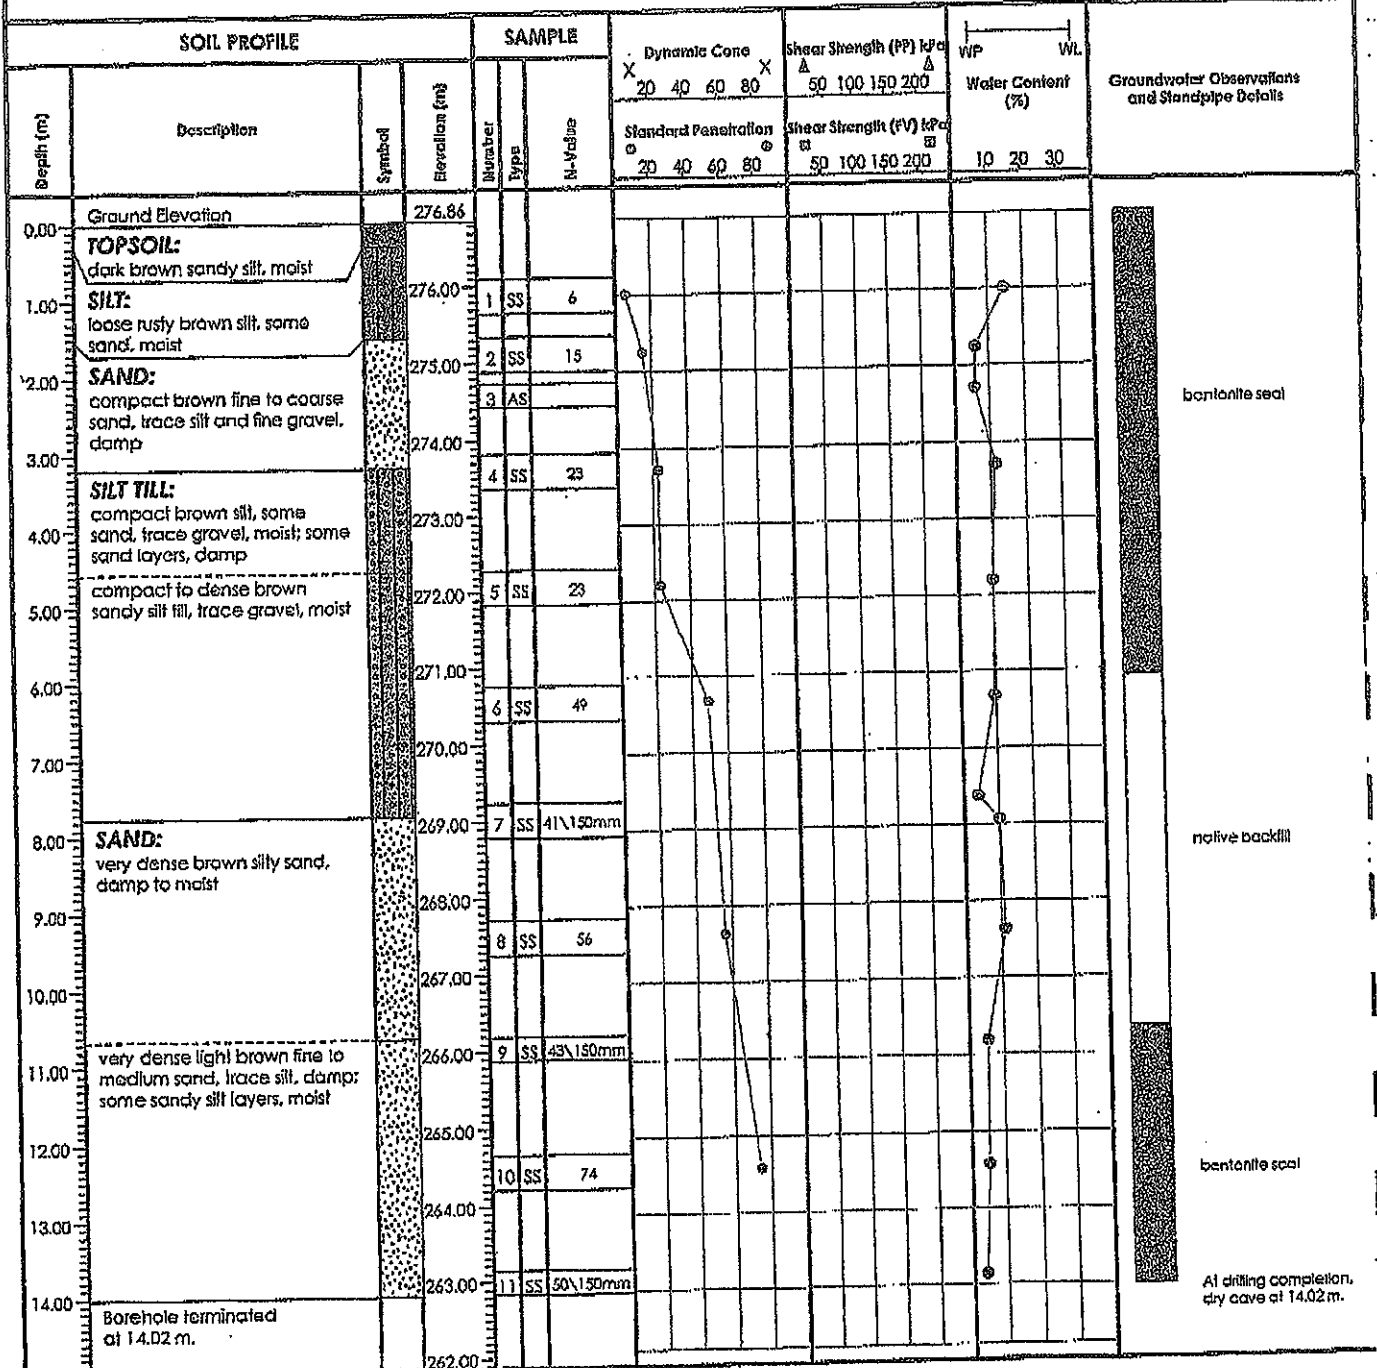 SOIL PROFILE
SAMPLE
Depth (m)
Description
Symbol
Elevation (m)
Number
Type
N-Value
Dynamic Cone
X X
20 40 60 80
Standard Penetration
20 40 60 80
Shear Strength (PP) kPa
50 100 150 200
Shear Strength (FV) kPa
50 100 150 200
WP WL
Water Content
(%)
10 20 30
Groundwater Observations
and Standpipe Details
Ground Elevation 276.86
0.00
TOPSOIL:
dark brown sandy silt, moist
276.00
1 SS 6
1.00
SILT:
loose rusty brown silt, some
sand, moist
2 SS 15
275.00
2.00
SAND:
compact brown fine to coarse
sand, trace silt and fine gravel,
damp
3 AS
bentonite seal
274.00
3.00
4 SS 23
SILT TILL:
compact brown silt, some
sand, trace gravel, moist; some
sand layers, damp
273.00
4.00
compact to dense brown
sandy silt till, trace gravel, moist
5 SS 23
272.00
5.00
271.00
6.00
6 SS 49
270.00
7.00
269.00
7 SS 41\150mm
8.00
SAND:
very dense brown silty sand,
damp to moist
native backfill
268.00
9.00
8 SS 56
267.00
10.00
266.00
9 SS 43\150mm
very dense light brown fine to
medium sand, trace silt, damp;
some sandy silt layers, moist
11.00
265.00
12.00
10 SS 74
bentonite seal
264.00
13.00
263.00
11 SS 50\150mm
At drilling completion,
dry cave at 14.02 m.
14.00
Borehole terminated
at 14.02 m.
262.00